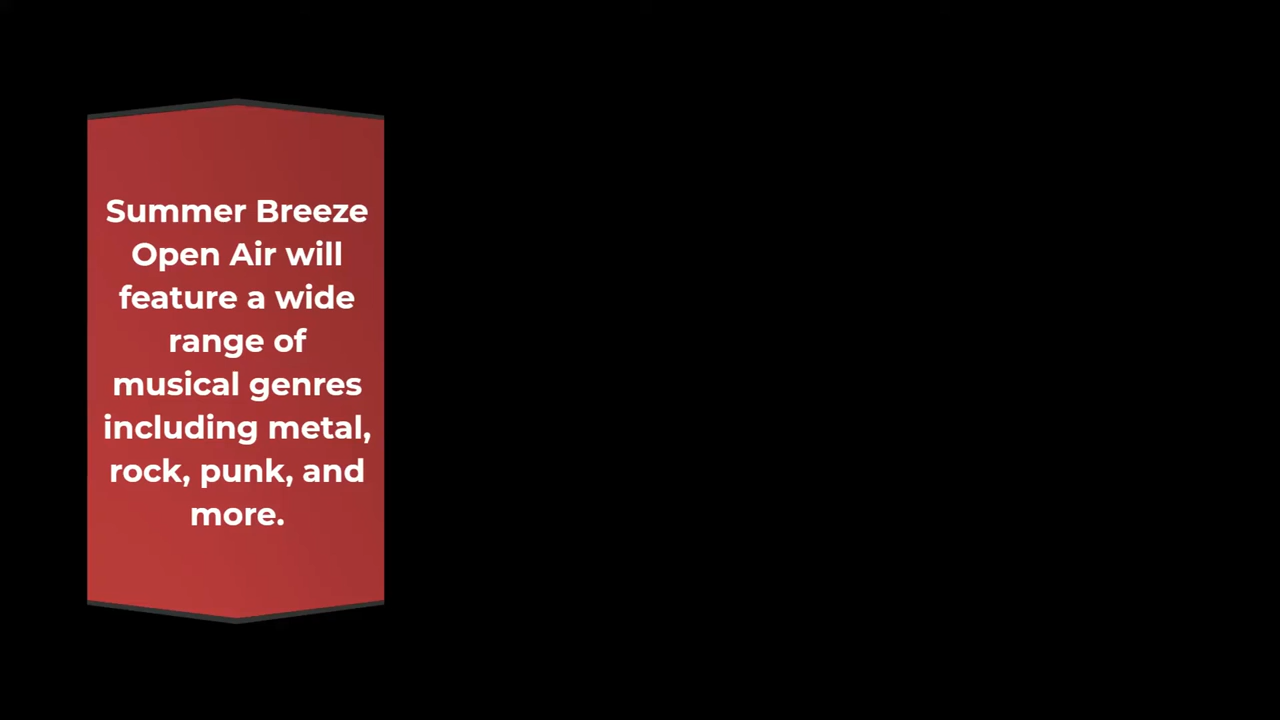 Summer Breeze
Open Air will
feature a wide
range of
musical genres
including metal,
rock, punk, and
more.